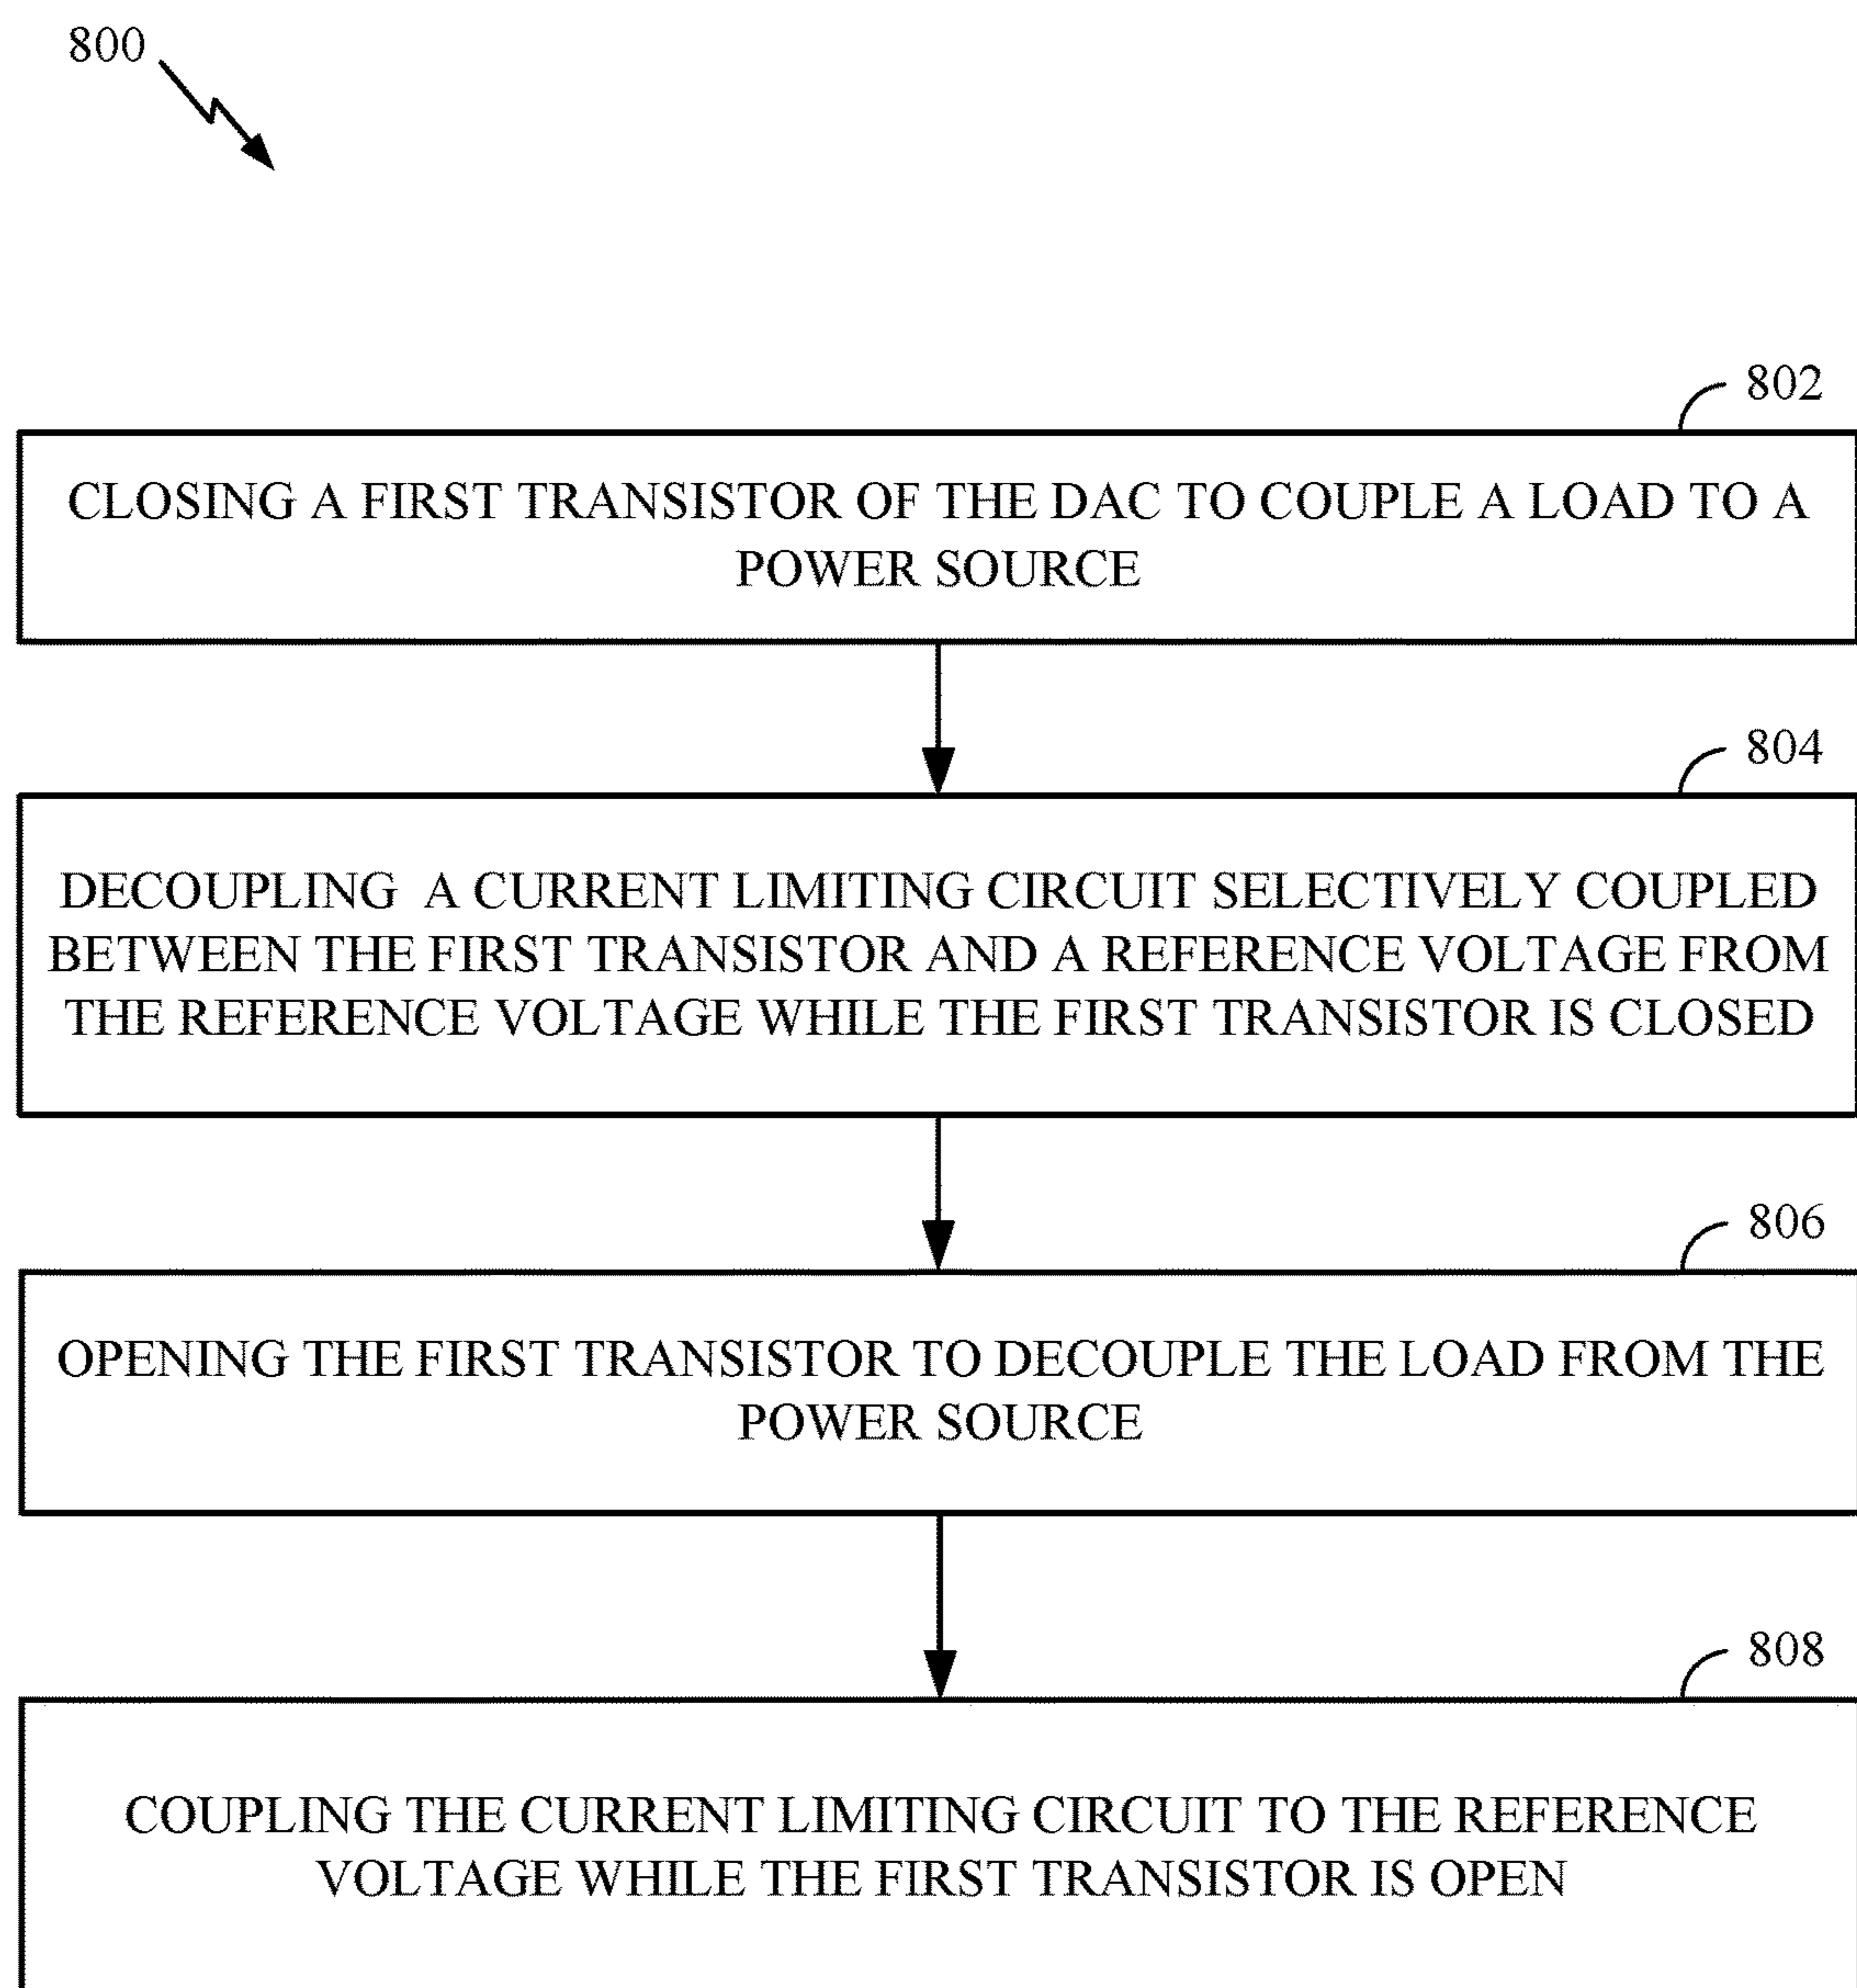 800
802
CLOSING A FIRST TRANSISTOR OF THE DAC TO COUPLE A LOAD TO A
POWER SOURCE
804
DECOUPLING A CURRENT LIMITING CIRCUIT SELECTIVELY COUPLED
BETWEEN THE FIRST TRANSISTOR AND A REFERENCE VOLTAGE FROM
THE REFERENCE VOLTAGE WHILE THE FIRST TRANSISTOR IS CLOSED
806
OPENING THE FIRST TRANSISTOR TO DECOUPLE THE LOAD FROM THE
POWER SOURCE
808
COUPLING THE CURRENT LIMITING CIRCUIT TO THE REFERENCE
VOLTAGE WHILE THE FIRST TRANSISTOR IS OPEN